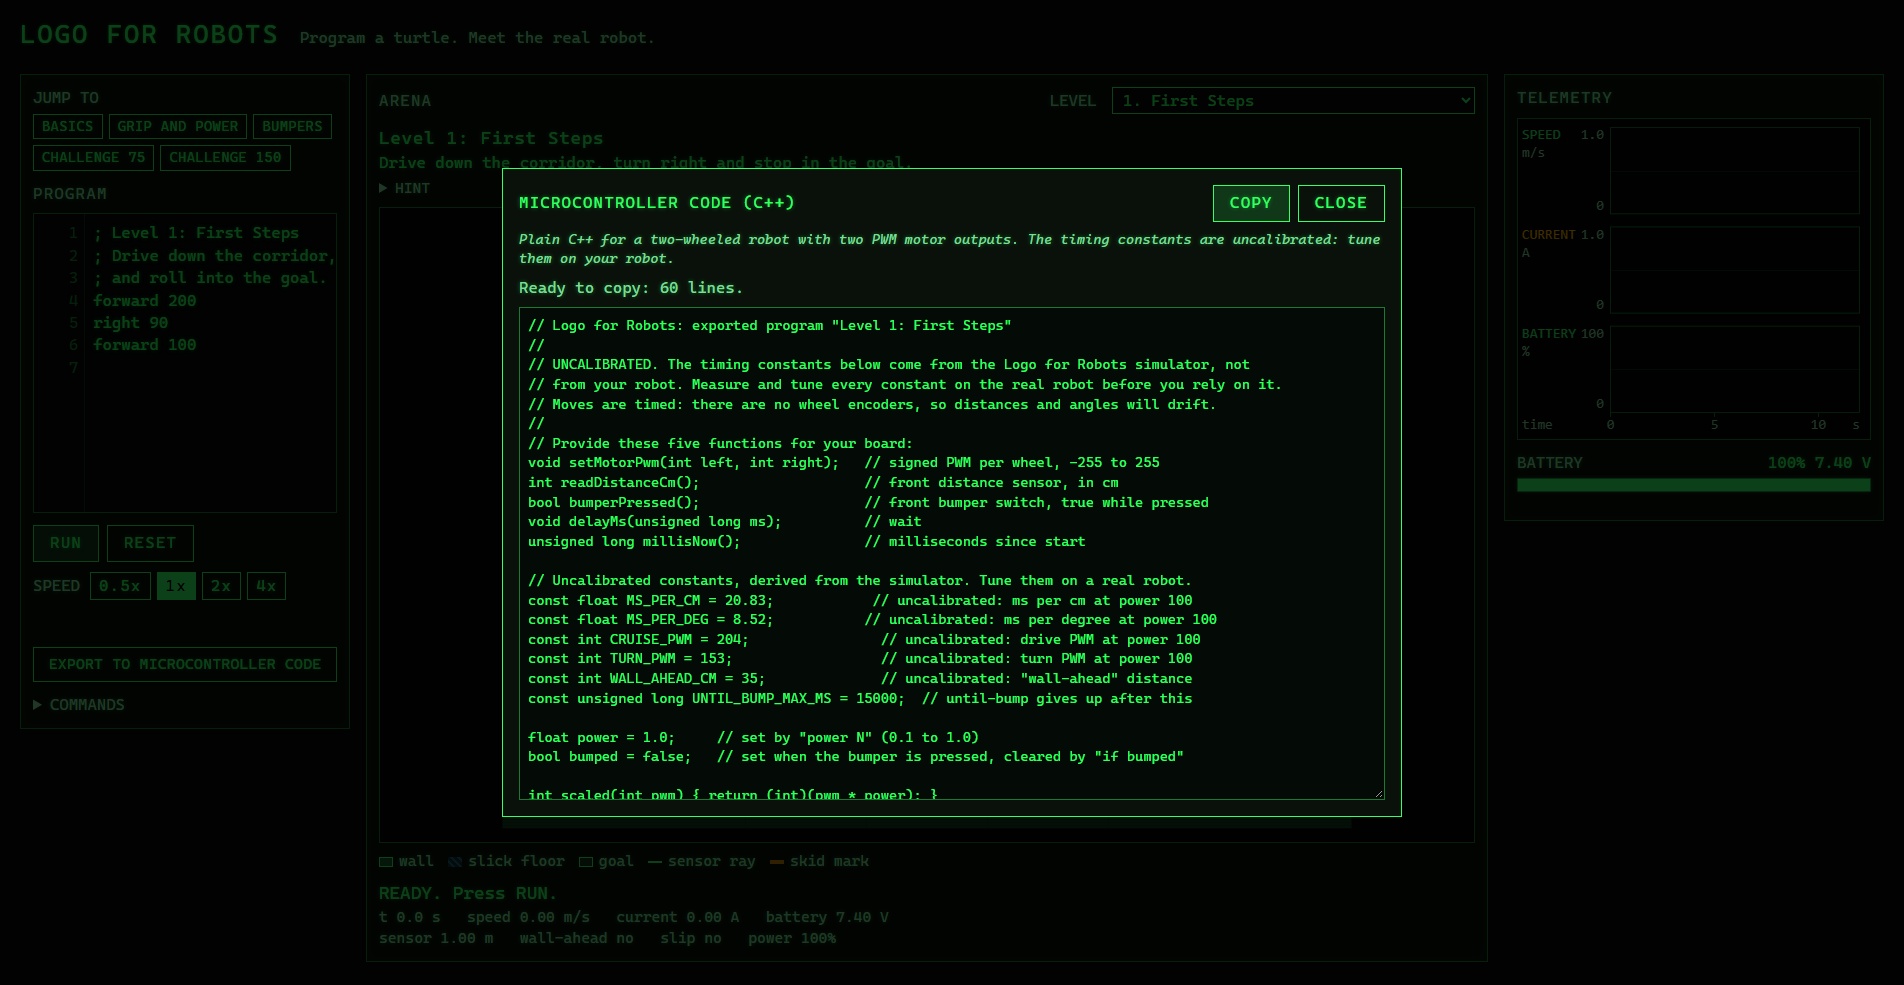 LOGO FOR ROBOTS Program a turtle. Meet the real robot.
JUMP TO
BASICS GRIP AND POWER BUMPERS
CHALLENGE 75 CHALLENGE 150
PROGRAM
1 ; Level 1: First Steps
2 ; Drive down the corridor,
3 ; and roll into the goal.
4 forward 200
5 right 90
6 forward 100
7
RUN RESET
SPEED 0.5x 1x 2x 4x
EXPORT TO MICROCONTROLLER CODE
▶ COMMANDS
ARENA LEVEL 1. First Steps
Level 1: First Steps
Drive down the corridor, turn right and stop in the goal.
▶ HINT
MICROCONTROLLER CODE (C++) COPY CLOSE
Plain C++ for a two-wheeled robot with two PWM motor outputs. The timing constants are uncalibrated: tune
them on your robot.
Ready to copy: 60 lines.
// Logo for Robots: exported program "Level 1: First Steps"
//
// UNCALIBRATED. The timing constants below come from the Logo for Robots simulator, not
// from your robot. Measure and tune every constant on the real robot before you rely on it.
// Moves are timed: there are no wheel encoders, so distances and angles will drift.
//
// Provide these five functions for your board:
void setMotorPwm(int left, int right);   // signed PWM per wheel, -255 to 255
int readDistanceCm();                    // front distance sensor, in cm
bool bumperPressed();                    // front bumper switch, true while pressed
void delayMs(unsigned long ms);          // wait
unsigned long millisNow();               // milliseconds since start
// Uncalibrated constants, derived from the simulator. Tune them on a real robot.
const float MS_PER_CM = 20.83;            // uncalibrated: ms per cm at power 100
const float MS_PER_DEG = 8.52;           // uncalibrated: ms per degree at power 100
const int CRUISE_PWM = 204;                // uncalibrated: drive PWM at power 100
const int TURN_PWM = 153;                  // uncalibrated: turn PWM at power 100
const int WALL_AHEAD_CM = 35;              // uncalibrated: "wall-ahead" distance
const unsigned long UNTIL_BUMP_MAX_MS = 15000;  // until-bump gives up after this
float power = 1.0;     // set by "power N" (0.1 to 1.0)
bool bumped = false;   // set when the bumper is pressed, cleared by "if bumped"
int scaled(int pwm) { return (int)(pwm * power); }
wall slick floor goal sensor ray skid mark
READY. Press RUN.
t 0.0 s speed 0.00 m/s current 0.00 A battery 7.40 V
sensor 1.00 m wall-ahead no slip no power 100%
TELEMETRY
SPEED 1.0
m/s
0
CURRENT 1.0
A
0
BATTERY 100
%
0
time 0 5 10 s
BATTERY 100% 7.40 V